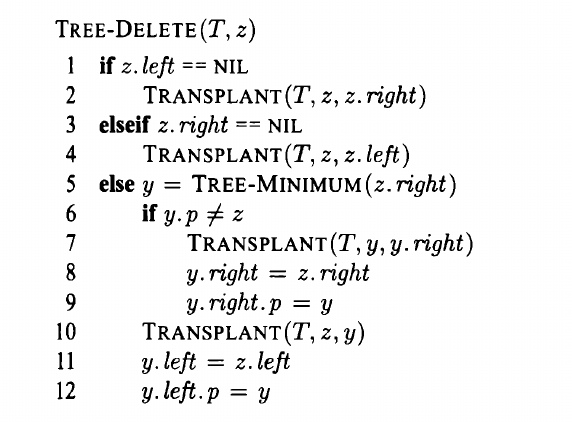 TREE-DELETE(T, z)
1 if z.left == NIL
2 TRANSPLANT(T, z, z.right)
3 elseif z.right == NIL
4 TRANSPLANT(T, z, z.left)
5 else y = TREE-MINIMUM(z.right)
6 if y.p ≠ z
7 TRANSPLANT(T, y, y.right)
8 y.right = z.right
9 y.right.p = y
10 TRANSPLANT(T, z, y)
11 y.left = z.left
12 y.left.p = y